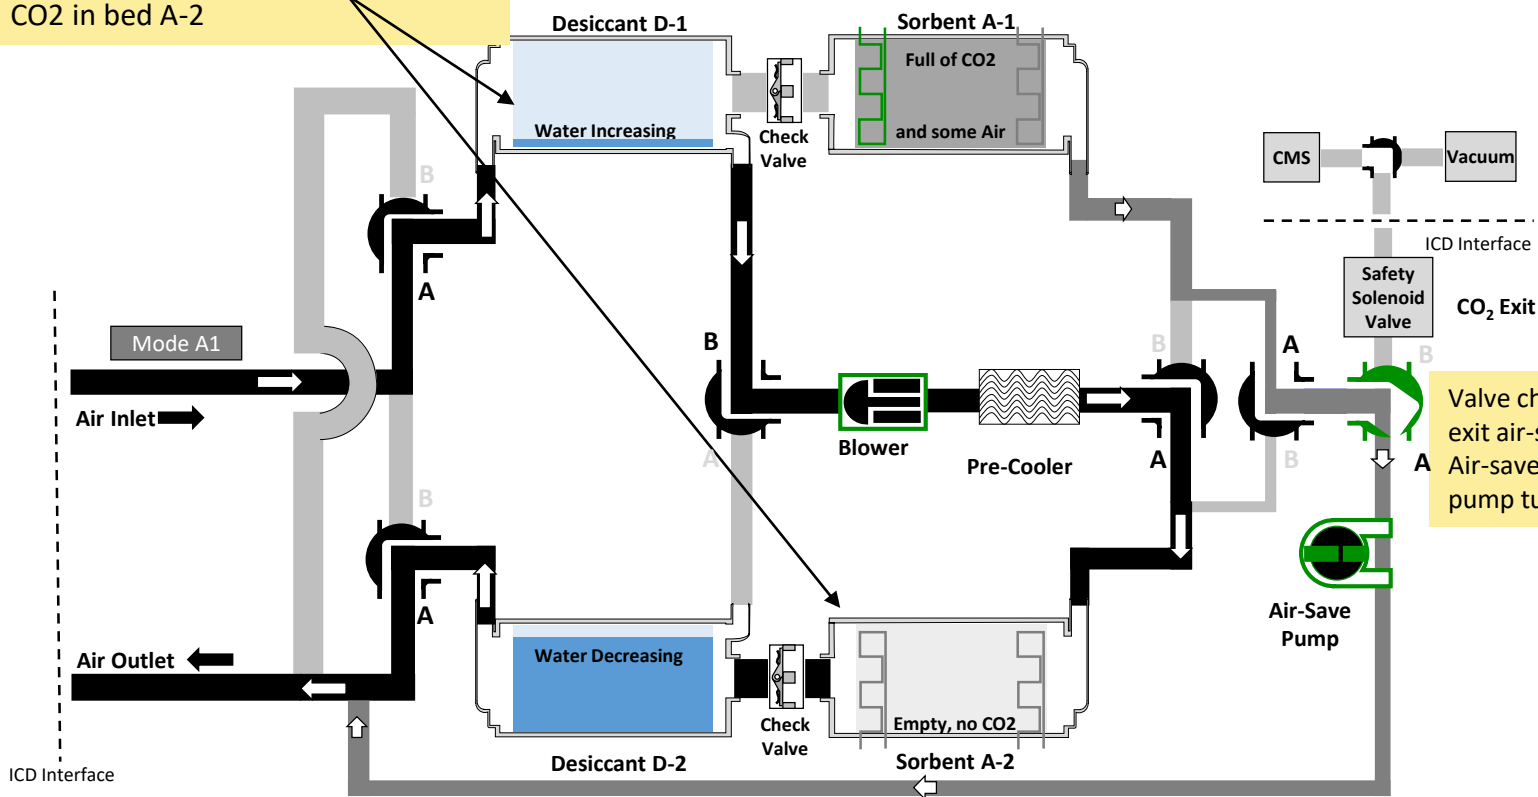 CO2 in bed A-2
Desiccant D-1
Sorbent A-1
Full of CO2
and some Air
Water Increasing
Check
Valve
CMS
Vacuum
ICD Interface
Safety
Solenoid
Valve
CO₂ Exit
B
A
Mode A1
Air Inlet
B
B
A
B
Valve ch
exit air-s
Air-save
pump tu
Blower
Pre-Cooler
A
A
B
A
B
A
Air-Save
Pump
Air Outlet
Water Decreasing
Empty, no CO2
Check
Valve
Desiccant D-2
Sorbent A-2
ICD Interface